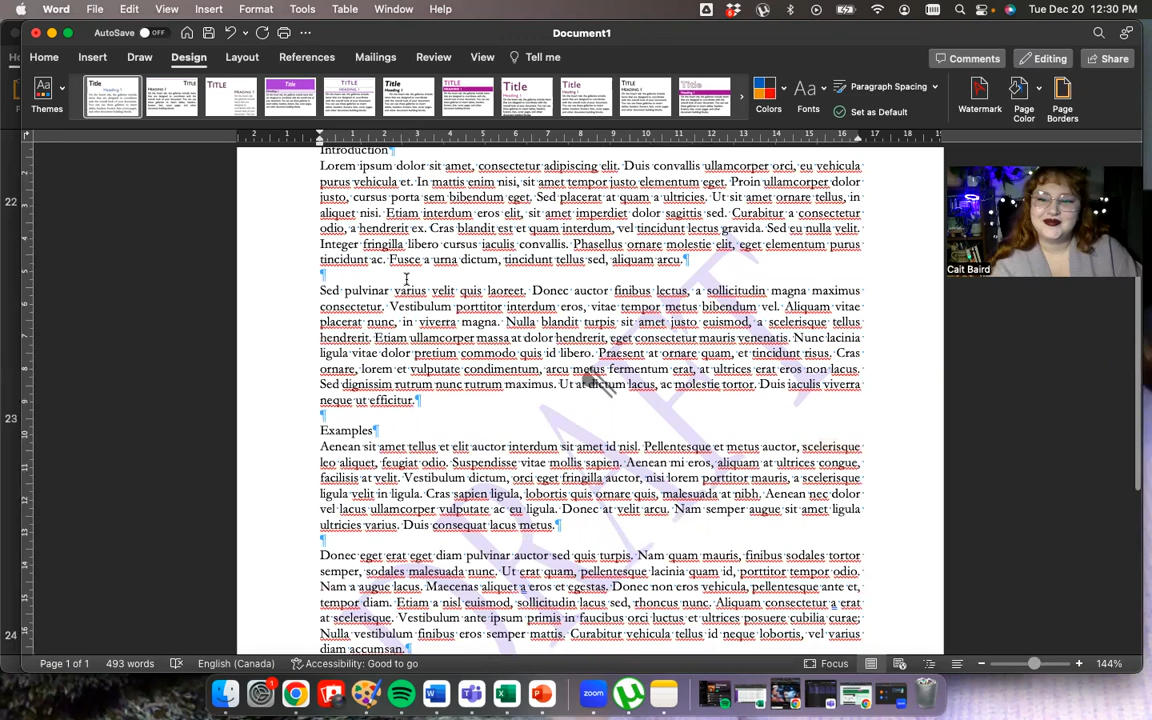 Word File Edit View Insert Format Tools Table Window Help Tue Dec 20 12:30 PM
AutoSave OFF Document1
Home Insert Draw Design Layout References Mailings Review View Tell me Comments Editing Share
Themes Colors Fonts Paragraph Spacing Set as Default Watermark Page Color Page Borders
Introduction¶
Lorem ipsum dolor sit amet, consectetur adipiscing elit. Duis convallis ullamcorper orci, eu vehicula
purus vehicula et. In mattis enim nisi, sit amet tempor justo elementum eget. Proin ullamcorper dolor
justo, cursus porta sem bibendum eget. Sed placerat at quam a ultricies. Ut sit amet ornare tellus, in
aliquet nisi. Etiam interdum eros elit, sit amet imperdiet dolor sagittis sed. Curabitur a consectetur
odio, a hendrerit ex. Cras blandit est et quam interdum, vel tincidunt lectus gravida. Sed eu nulla velit.
Integer fringilla libero cursus iaculis convallis. Phasellus ornare molestie elit, eget elementum purus
tincidunt ac. Fusce a urna dictum, tincidunt tellus sed, aliquam arcu.¶
¶
Sed pulvinar varius velit quis laoreet. Donec auctor finibus lectus, a sollicitudin magna maximus
consectetur. Vestibulum porttitor interdum eros, vitae tempor metus bibendum vel. Aliquam vitae
placerat nunc, in viverra magna. Nulla blandit turpis sit amet justo euismod, a scelerisque tellus
hendrerit. Etiam ullamcorper massa at dolor hendrerit, eget consectetur mauris venenatis. Nunc lacinia
ligula vitae dolor pretium commodo quis id libero. Praesent at ornare quam, et tincidunt risus. Cras
ornare, lorem et vulputate condimentum, arcu metus fermentum erat, at ultrices erat eros non lacus.
Sed dignissim rutrum nunc rutrum maximus. Ut at dictum lacus, ac molestie tortor. Duis iaculis viverra
neque ut efficitur.¶
¶
Examples¶
Aenean sit amet tellus et elit auctor interdum sit amet id nisl. Pellentesque et metus auctor, scelerisque
leo aliquet, feugiat odio. Suspendisse vitae mollis sapien. Aenean mi eros, aliquam at ultrices congue,
facilisis at velit. Vestibulum dictum, orci eget fringilla auctor, nisi lorem porttitor mauris, a scelerisque
ligula velit in ligula. Cras sapien ligula, lobortis quis ornare quis, malesuada at nibh. Aenean nec dolor
vel lacus ullamcorper vulputate ac eu ligula. Donec at velit arcu. Nam semper augue sit amet ligula
ultricies varius. Duis consequat lacus metus.¶
¶
Donec eget erat eget diam pulvinar auctor sed quis turpis. Nam quam mauris, finibus sodales tortor
semper, sodales malesuada nunc. Ut erat quam, pellentesque lacinia quam id, porttitor tempor odio.
Nam a augue lacus. Maecenas aliquet a eros et egestas. Donec non eros vehicula, pellentesque ante et,
tempor diam. Etiam a nisl euismod, sollicitudin lacus sed, rhoncus nunc. Aliquam consectetur a erat
at scelerisque. Vestibulum ante ipsum primis in faucibus orci luctus et ultrices posuere cubilia curae;
Nulla vestibulum finibus eros semper mattis. Curabitur vehicula tellus id neque lobortis, vel varius
diam accumsan.¶
DRAFT
Cait Baird
Page 1 of 1 493 words English (Canada) Accessibility: Good to go Focus 144%
zoom